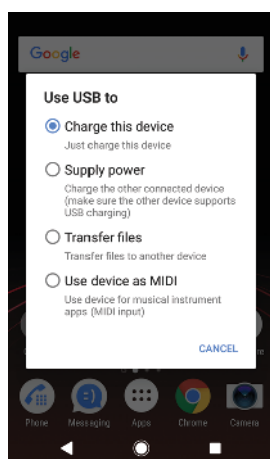 Google
Use USB to
Charge this device
Just charge this device
Supply power
Charge the other connected device
(make sure the other device supports
USB charging)
Transfer files
Transfer files to another device
Use device as MIDI
Use device for musical instrument
apps (MIDI input)
CANCEL
Phone Messaging Apps Chrome Camera